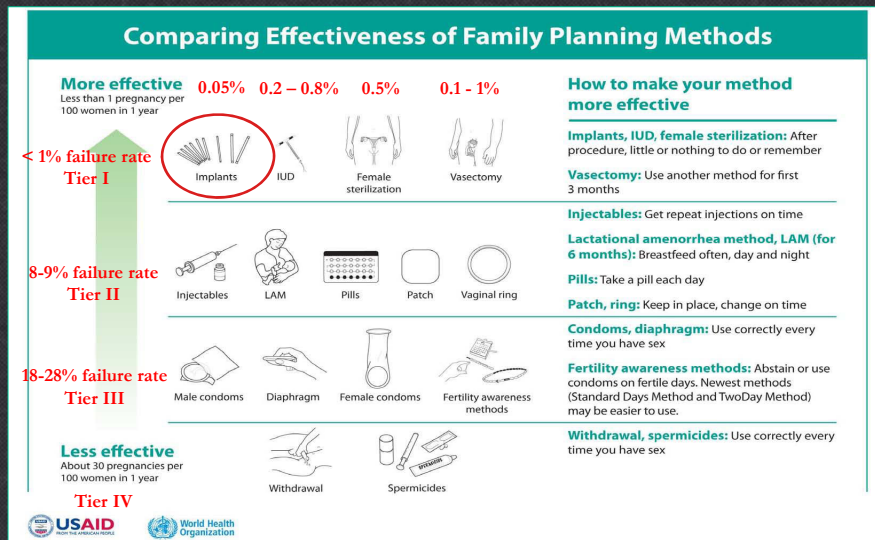 Comparing Effectiveness of Family Planning Methods
More effective
Less than 1 pregnancy per
100 women in 1 year
0.05%
0.2 – 0.8%
0.5%
0.1 - 1%
< 1% failure rate
Tier I
Implants
IUD
Female
sterilization
Vasectomy
8-9% failure rate
Tier II
Injectables
LAM
Pills
Patch
Vaginal ring
18-28% failure rate
Tier III
Male condoms
Diaphragm
Female condoms
Fertility awareness
methods
Less effective
About 30 pregnancies per
100 women in 1 year
Tier IV
Withdrawal
SPERMICIDE
Spermicides
How to make your method
more effective
Implants, IUD, female sterilization: After
procedure, little or nothing to do or remember
Vasectomy: Use another method for first
3 months
Injectables: Get repeat injections on time
Lactational amenorrhea method, LAM (for
6 months): Breastfeed often, day and night
Pills: Take a pill each day
Patch, ring: Keep in place, change on time
Condoms, diaphragm: Use correctly every
time you have sex
Fertility awareness methods: Abstain or use
condoms on fertile days. Newest methods
(Standard Days Method and TwoDay Method)
may be easier to use.
Withdrawal, spermicides: Use correctly every
time you have sex
USAID
FROM THE AMERICAN PEOPLE
World Health
Organization